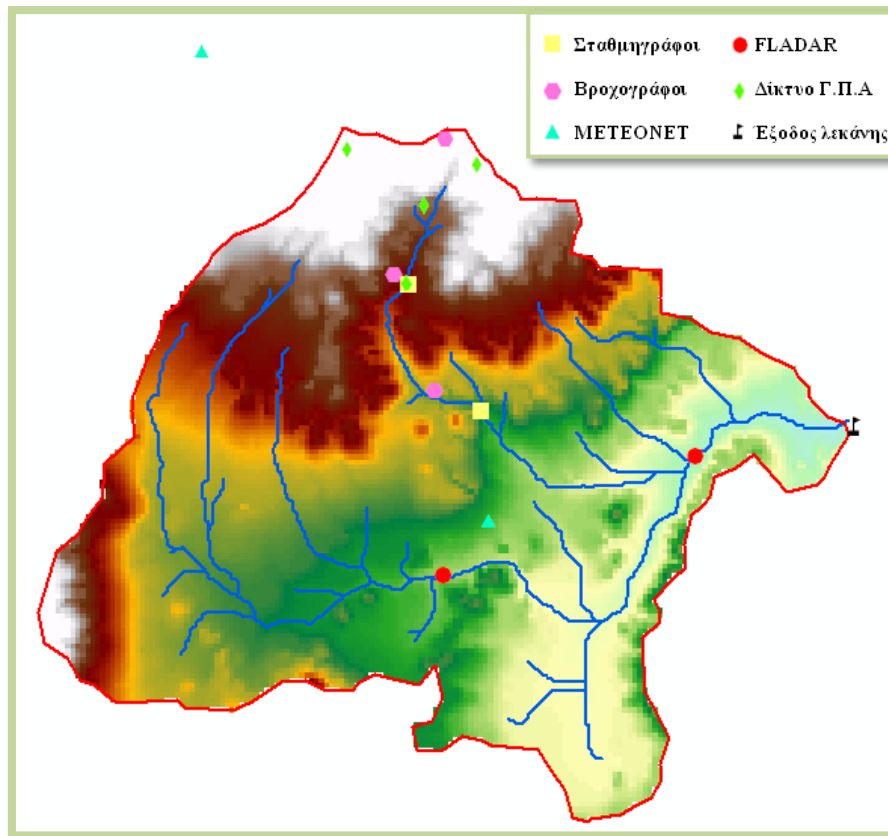 Σταθμηγράφοι
FLADAR
Βροχογράφοι
Δίκτυο Γ.Π.Α
METEONET
Έξοδος λεκάνης